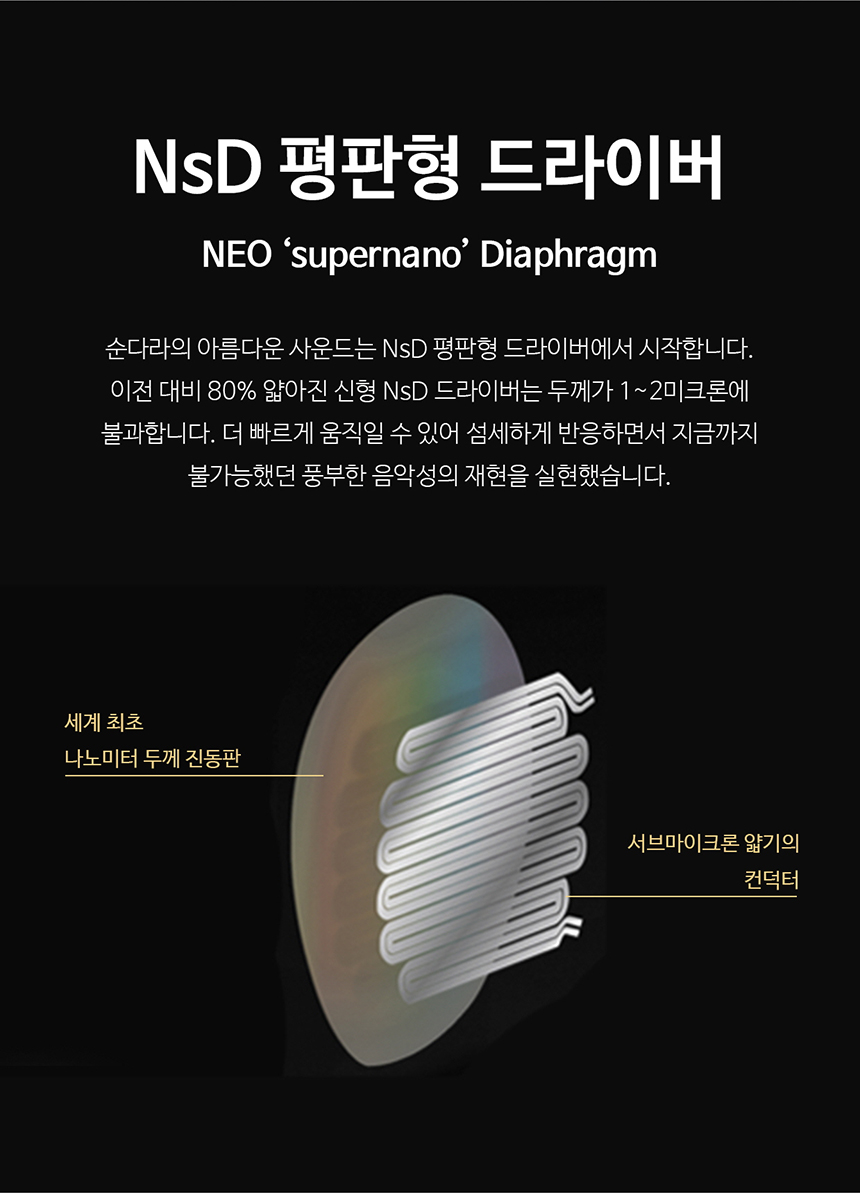 NsD 평판형 드라이버
NEO ‘supernano’ Diaphragm
순다라의 아름다운 사운드는 NsD 평판형 드라이버에서 시작합니다.
이전 대비 80% 얇아진 신형 NsD 드라이버는 두께가 1~2미크론에
불과합니다. 더 빠르게 움직일 수 있어 섬세하게 반응하면서 지금까지
불가능했던 풍부한 음악성의 재현을 실현했습니다.
세계 최초
나노미터 두께 진동판
서브마이크론 얇기의
컨덕터